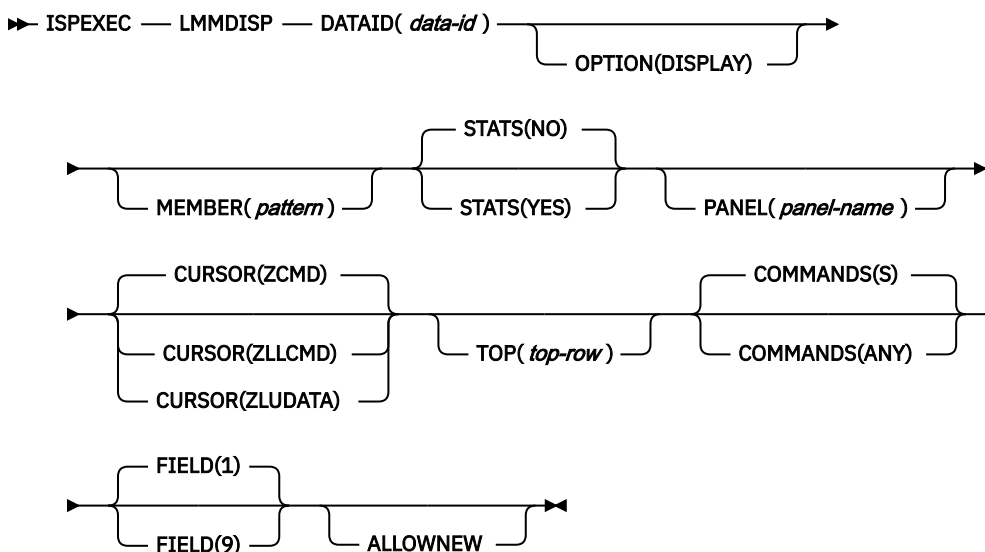 ISPEXEC LMMDISP DATAID( data-id )
OPTION(DISPLAY)
STATS(NO)
MEMBER( pattern ) STATS(YES) PANEL( panel-name )
CURSOR(ZCMD) COMMANDS(S)
CURSOR(ZLLCMD) TOP( top-row ) COMMANDS(ANY)
CURSOR(ZLUDATA)
FIELD(1)
FIELD(9) ALLOWNEW